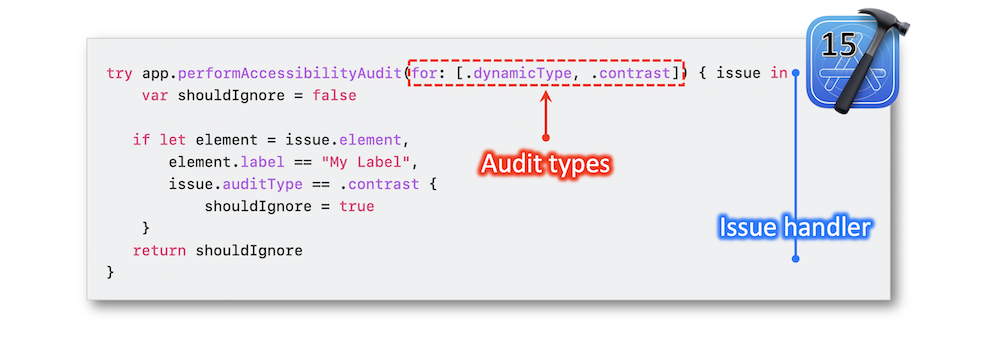 15
try app.performAccessibilityAudit(for: [.dynamicType, .contrast]) { issue in
var shouldIgnore = false
if let element = issue.element,
element.label == "My Label",
issue.auditType == .contrast {
shouldIgnore = true
}
return shouldIgnore
}
Audit types
Issue handler